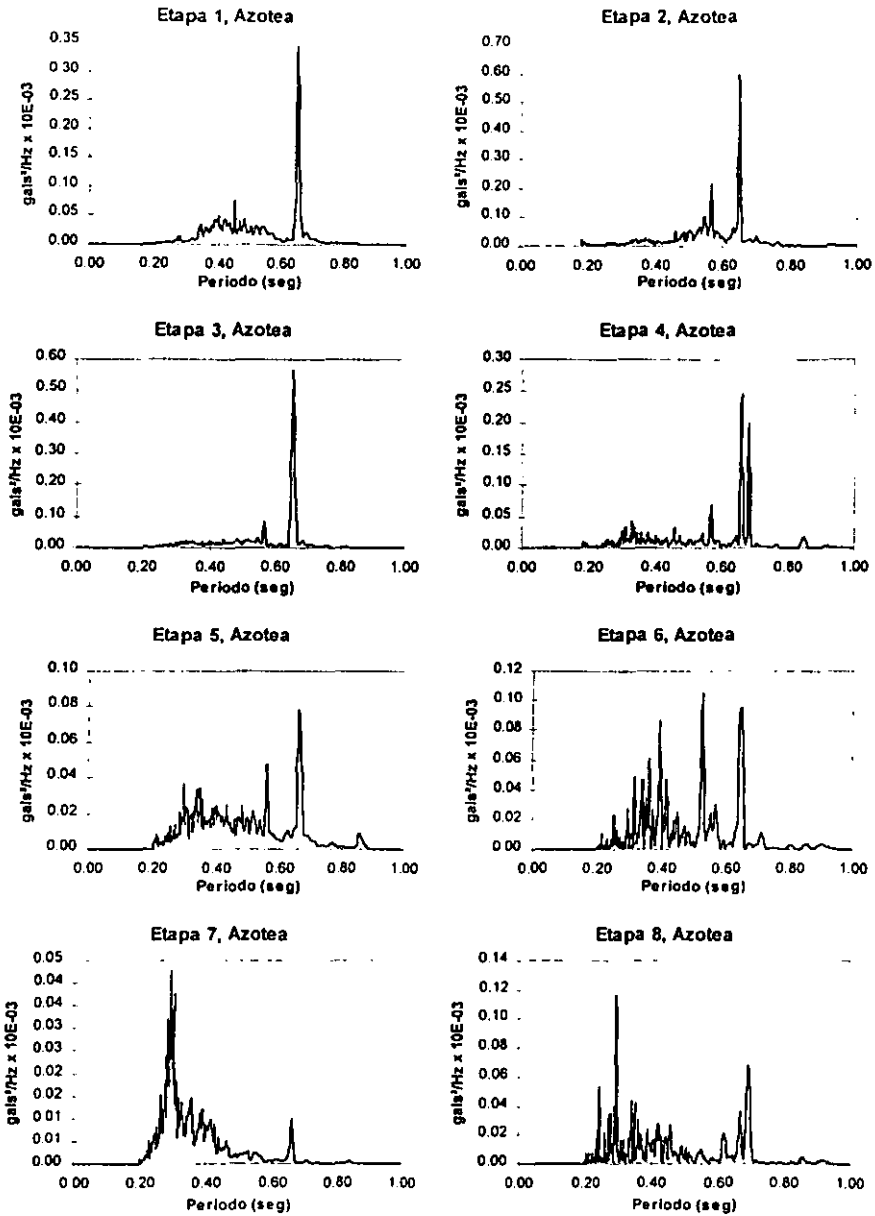 Etapa 1, Azotea
gals²/Hz x 10E-03
0.35
0.30
0.25
0.20
0.15
0.10
0.05
0.00
0.00 0.20 0.40 0.60 0.80 1.00
Periodo (seg)
Etapa 2, Azotea
gals²/Hz x 10E-03
0.70
0.60
0.50
0.40
0.30
0.20
0.10
0.00
0.00 0.20 0.40 0.60 0.80 1.00
Periodo (seg)
Etapa 3, Azotea
gals²/Hz x 10E-03
0.60
0.50
0.40
0.30
0.20
0.10
0.00
0.00 0.20 0.40 0.60 0.80 1.00
Periodo (seg)
Etapa 4, Azotea
gals²/Hz x 10E-03
0.30
0.25
0.20
0.15
0.10
0.05
0.00
0.00 0.20 0.40 0.60 0.80 1.00
Periodo (seg)
Etapa 5, Azotea
gals²/Hz x 10E-03
0.10
0.08
0.06
0.04
0.02
0.00
0.00 0.20 0.40 0.60 0.80 1.00
Periodo (seg)
Etapa 6, Azotea
gals²/Hz x 10E-03
0.12
0.10
0.08
0.06
0.04
0.02
0.00
0.00 0.20 0.40 0.60 0.80 1.00
Periodo (seg)
Etapa 7, Azotea
gals²/Hz x 10E-03
0.05
0.04
0.04
0.03
0.03
0.02
0.02
0.01
0.01
0.00
0.00 0.20 0.40 0.60 0.80 1.00
Periodo (seg)
Etapa 8, Azotea
gals²/Hz x 10E-03
0.14
0.12
0.10
0.08
0.06
0.04
0.02
0.00
0.00 0.20 0.40 0.60 0.80 1.00
Periodo (seg)